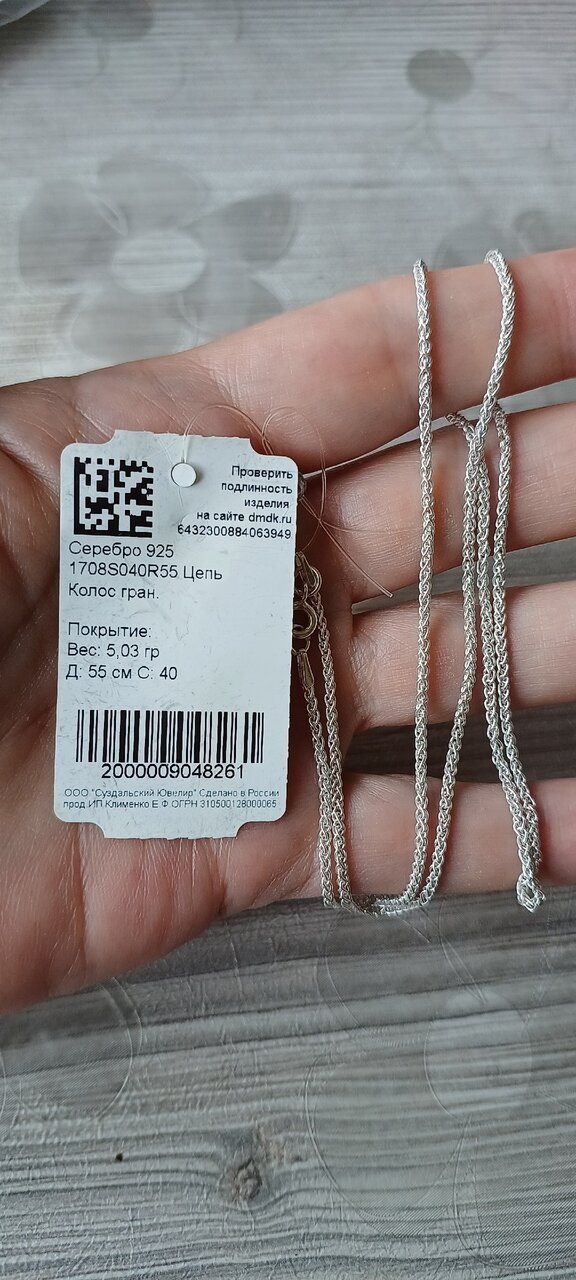 Проверить
подлинность
изделия
на сайте dmdk.ru
6432300884063949
Серебро 925
1708S040R55 Цепь
Колос гран.
Покрытие:
Вес: 5,03 гр
Д: 55 см С: 40
2000009048261
ООО "Суздальский Ювелир" Сделано в России
прод.ИП Клименко Е.Ф.ОГРН 310500128000065